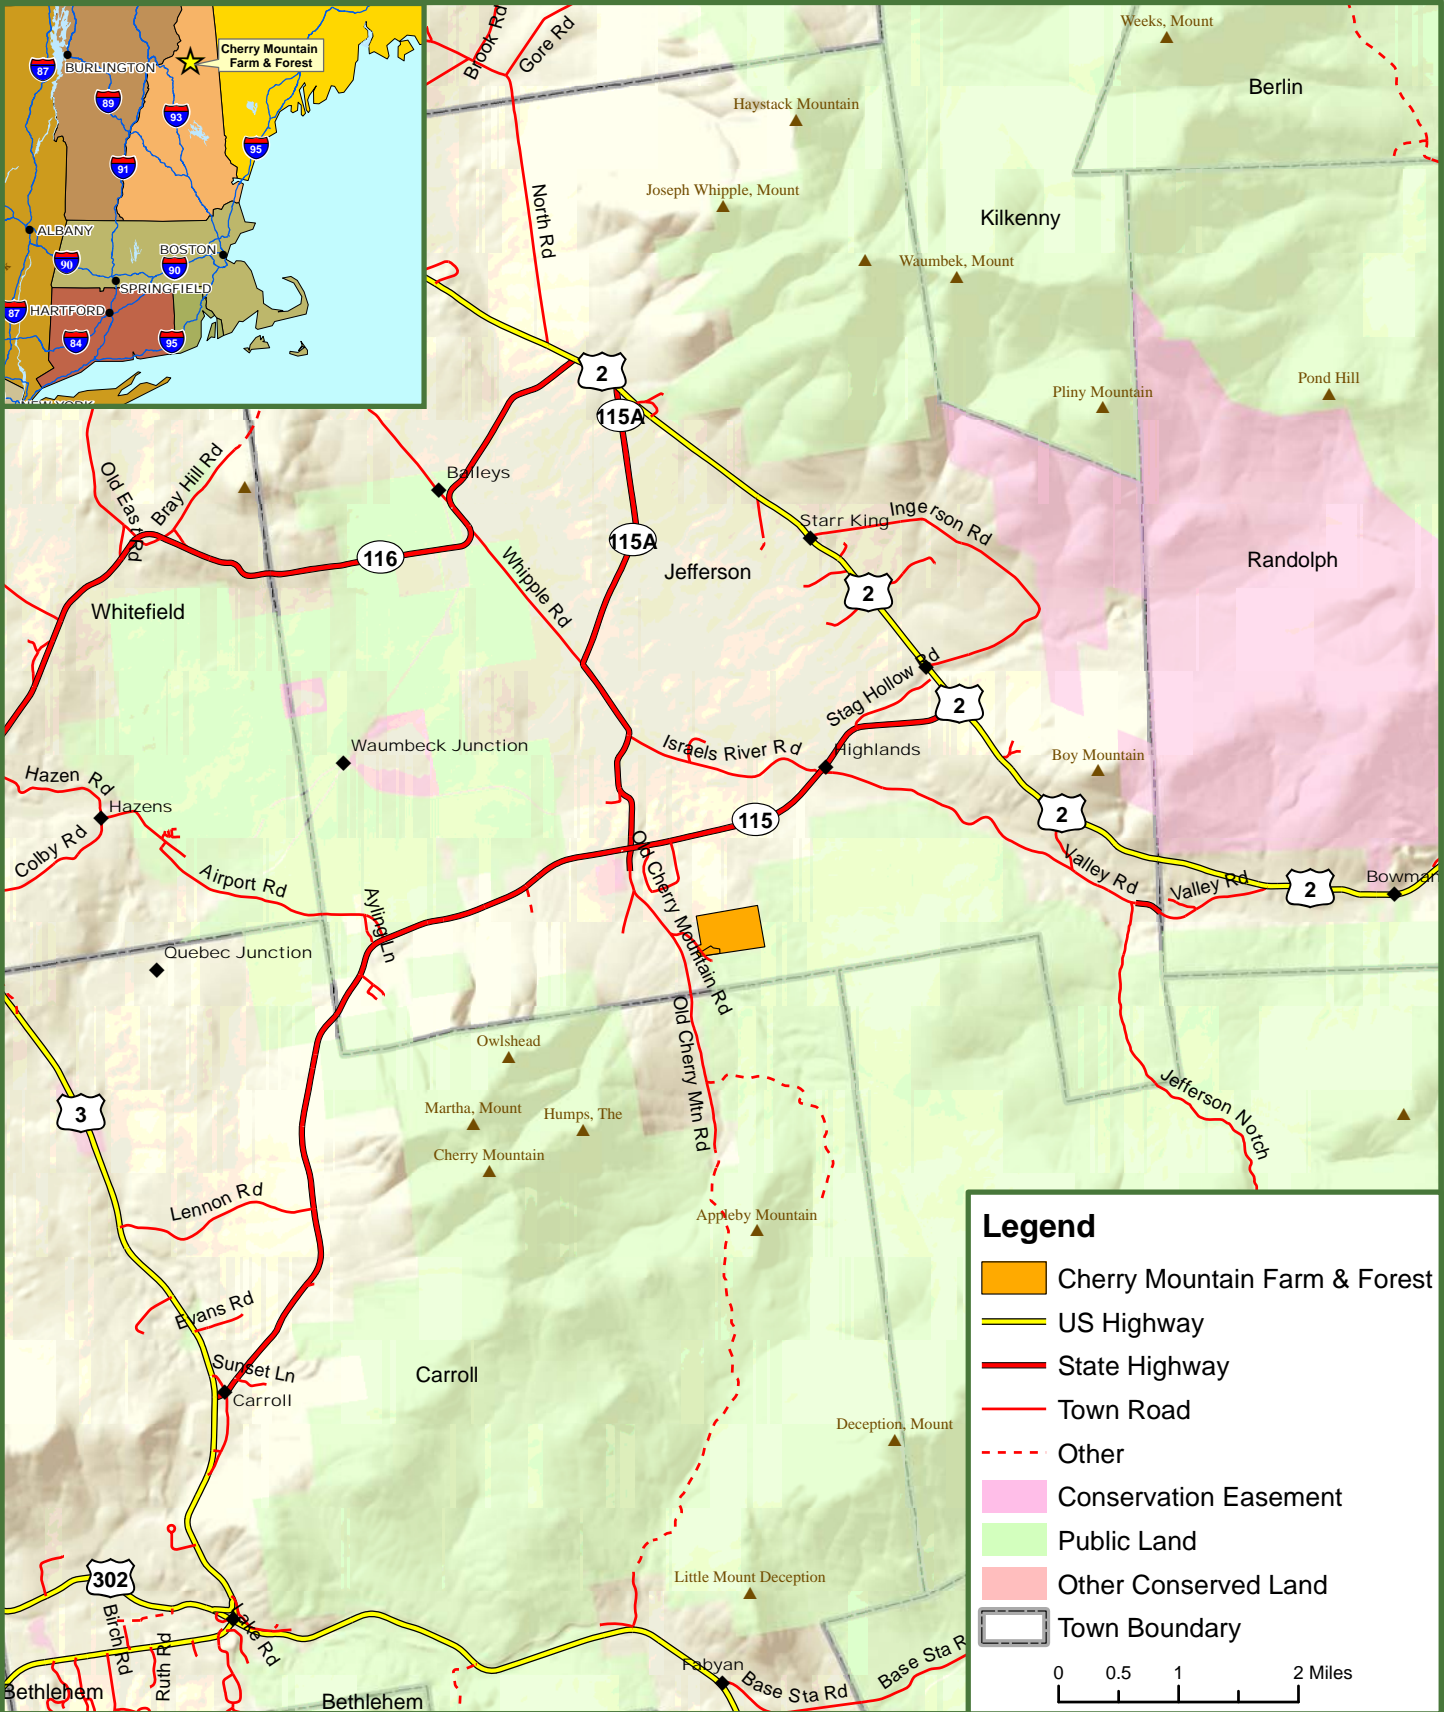 87
BURLINGTON
Cherry Mountain
Farm & Forest
89
93
91
95
ALBANY
90
BOSTON
90
SPRINGFIELD
87
HARTFORD
84
95
NEW YORK
Brook Rd
Gore Rd
Weeks, Mount
Berlin
Haystack Mountain
Joseph Whipple, Mount
Kilkenny
North Rd
Waumbek, Mount
2
115A
Pliny Mountain
Pond Hill
Old East Rd
Bray Hill Rd
Baileys
Starr King
Ingerson Rd
116
115A
Whipple Rd
Jefferson
2
Randolph
Whitefield
Stag Hollow Rd
2
Waumbeck Junction
Israels River Rd
Highlands
Boy Mountain
Hazen Rd
Hazens
Colby Rd
115
2
Old Cherry Mountain Rd
Valley Rd
Valley Rd
2
Bowman
Airport Rd
Ayling Ln
Quebec Junction
Old Cherry Mtn Rd
Owlshead
3
Martha, Mount
Humps, The
Cherry Mountain
Jefferson Notch
Lennon Rd
Appleby Mountain
Evans Rd
Sunset Ln
Carroll
Carroll
Deception, Mount
302
Birch Rd
Ruth Rd
Lake Rd
Little Mount Deception
Fabyan
Base Sta Rd
Base Sta R
Bethlehem
Bethlehem
Legend
Cherry Mountain Farm & Forest
US Highway
State Highway
Town Road
Other
Conservation Easement
Public Land
Other Conserved Land
Town Boundary
0 0.5 1 2 Miles